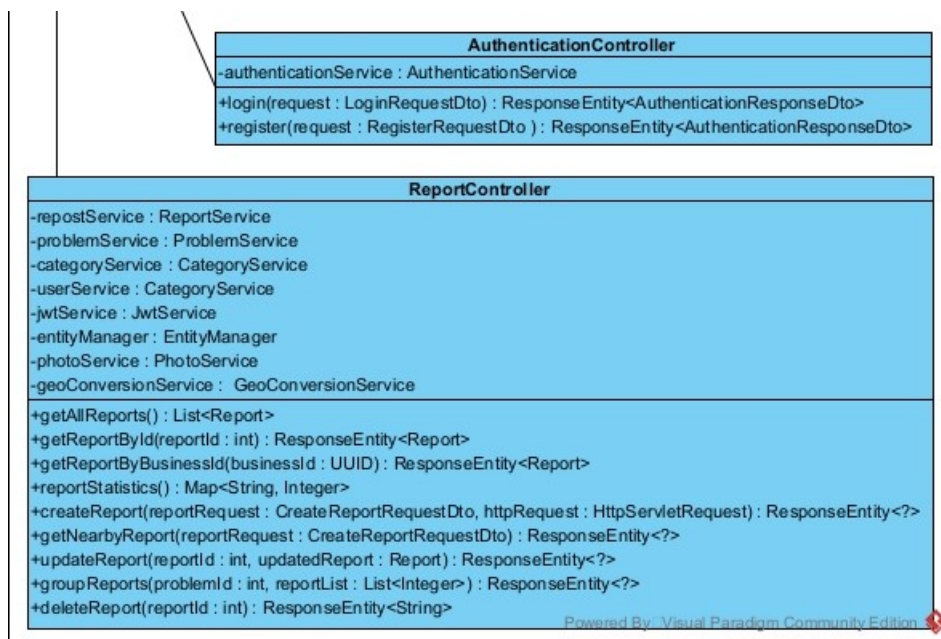 AuthenticationController
-authenticationService : AuthenticationService
+login(request : LoginRequestDto) : ResponseEntity<AuthenticationResponseDto>
+register(request : RegisterRequestDto ) : ResponseEntity<AuthenticationResponseDto>
ReportController
-repostService : ReportService
-problemService : ProblemService
-categoryService : CategoryService
-userService : CategoryService
-jwtService : JwtService
-entityManager : EntityManager
-photoService : PhotoService
-geoConversionService :  GeoConversionService
+getAllReports() : List<Report>
+getReportById(reportId : int) : ResponseEntity<Report>
+getReportByBusinessId(businessId : UUID) : ResponseEntity<Report>
+reportStatistics() : Map<String, Integer>
+createReport(reportRequest : CreateReportRequestDto, httpRequest : HttpServletRequest) : ResponseEntity<?>
+getNearbyReport(reportRequest : CreateReportRequestDto) : ResponseEntity<?>
+updateReport(reportId : int, updatedReport : Report) : ResponseEntity<?>
+groupReports(problemId : int, reportList : List<Integer>) : ResponseEntity<?>
+deleteReport(reportId : int) : ResponseEntity<String>
Powered By  Visual Paradigm Community Edition